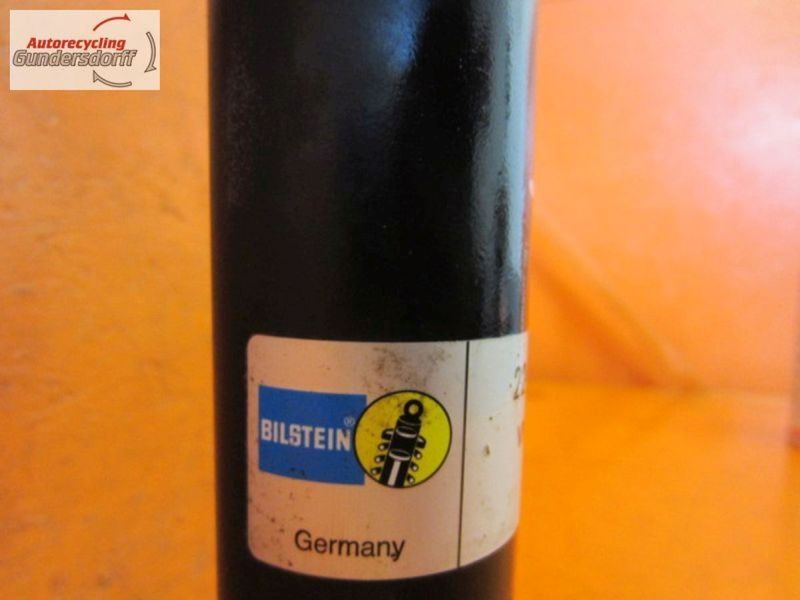 Autorecycling
Gundersdorff
BILSTEIN®
Germany